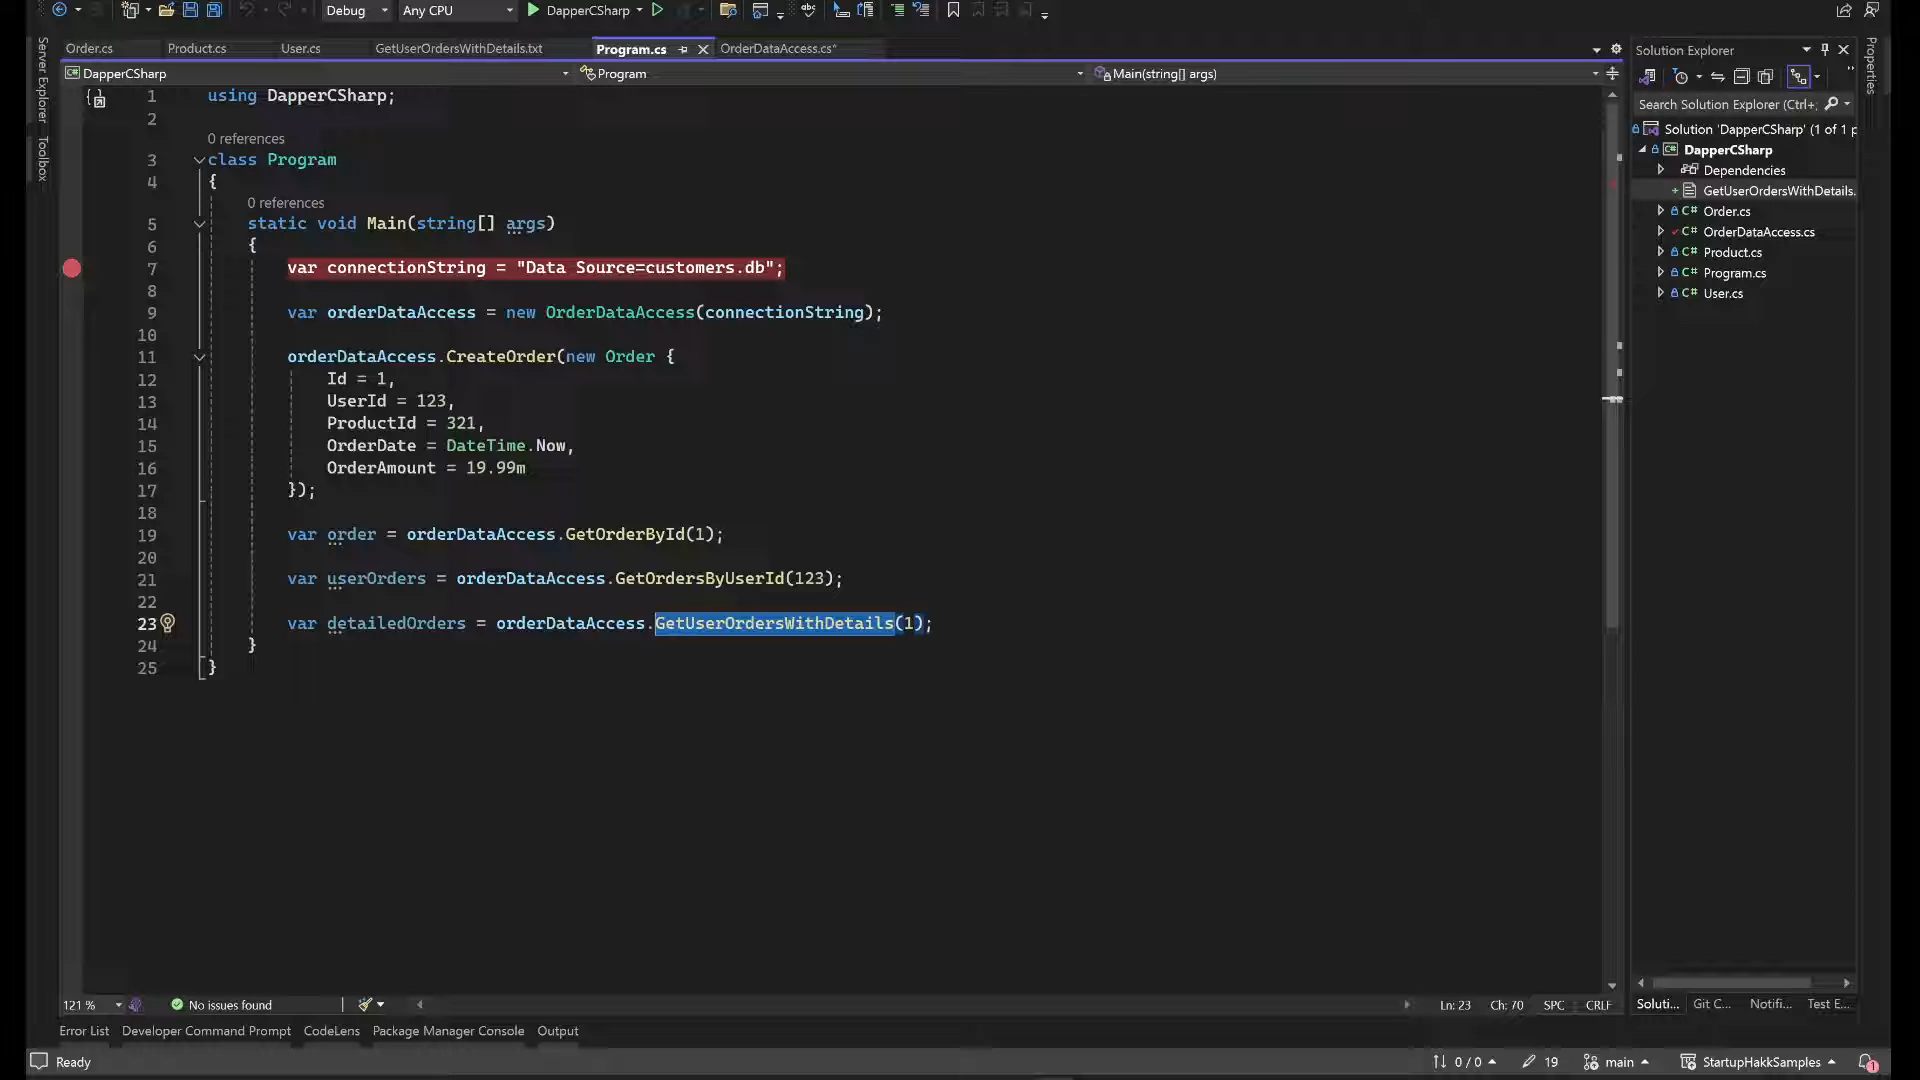 Debug Any CPU DapperCSharp
Order.cs Product.cs User.cs GetUserOrdersWithDetails.txt Program.cs OrderDataAccess.cs*
DapperCSharp Program Main(string[] args)
1 using DapperCSharp;
2
0 references
3 class Program
4 {
0 references
5 static void Main(string[] args)
6 {
7 var connectionString = "Data Source=customers.db";
8
9 var orderDataAccess = new OrderDataAccess(connectionString);
10
11 orderDataAccess.CreateOrder(new Order {
12 Id = 1,
13 UserId = 123,
14 ProductId = 321,
15 OrderDate = DateTime.Now,
16 OrderAmount = 19.99m
17 });
18
19 var order = orderDataAccess.GetOrderById(1);
20
21 var userOrders = orderDataAccess.GetOrdersByUserId(123);
22
23 var detailedOrders = orderDataAccess.GetUserOrdersWithDetails(1);
24 }
25 }
Server Explorer
Toolbox
Solution Explorer
Search Solution Explorer (Ctrl+;
Solution 'DapperCSharp' (1 of 1 p
DapperCSharp
Dependencies
GetUserOrdersWithDetails.
C# Order.cs
C# OrderDataAccess.cs
C# Product.cs
C# Program.cs
C# User.cs
Properties
121 % No issues found Ln: 23 Ch: 70 SPC CRLF
Soluti... Git C... Notifi... Test E...
Error List Developer Command Prompt CodeLens Package Manager Console Output
Ready 0 / 0 19 main StartupHakkSamples 1